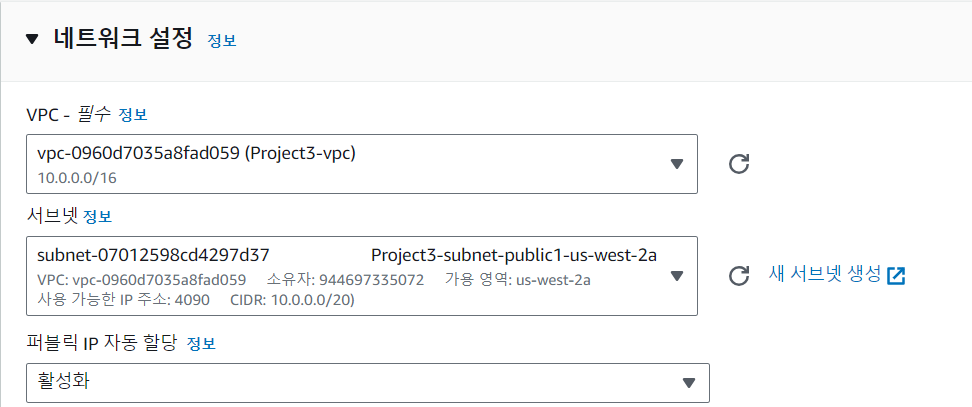 네트워크 설정 정보
VPC - 필수 정보
vpc-0960d7035a8fad059 (Project3-vpc)
10.0.0.0/16
서브넷 정보
subnet-07012598cd4297d37 Project3-subnet-public1-us-west-2a
VPC: vpc-0960d7035a8fad059 소유자: 944697335072 가용 영역: us-west-2a
사용 가능한 IP 주소: 4090 CIDR: 10.0.0.0/20)
새 서브넷 생성
퍼블릭 IP 자동 할당 정보
활성화